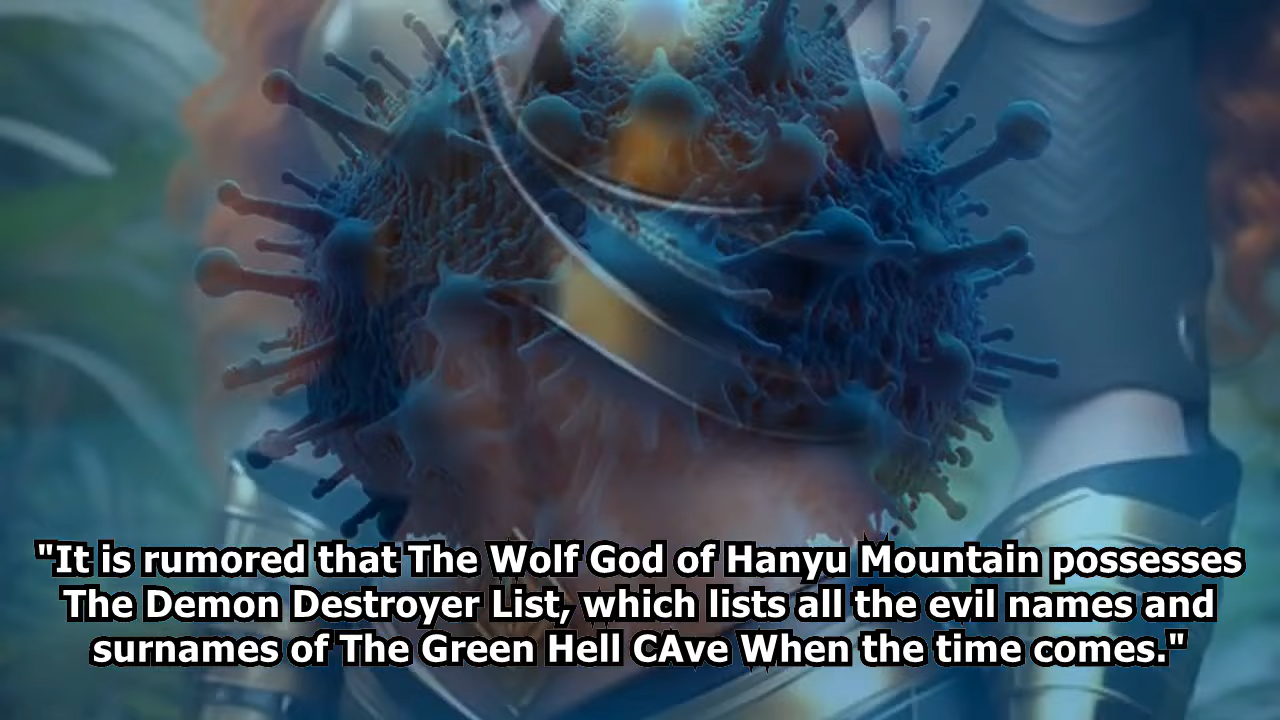 "It is rumored that The Wolf God of Hanyu Mountain possesses
The Demon Destroyer List, which lists all the evil names and
surnames of The Green Hell CAve When the time comes."